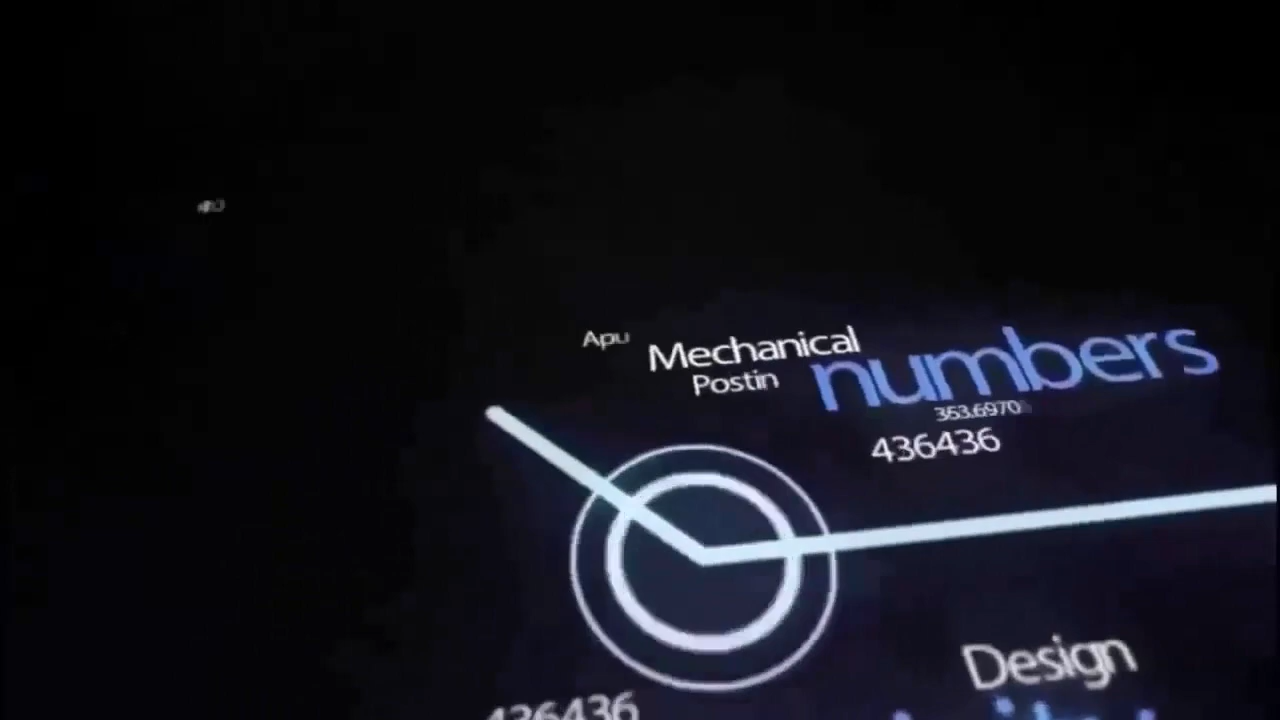 Apu
Mechanical
numbers
Postin
353.6970
436436
Design
436436